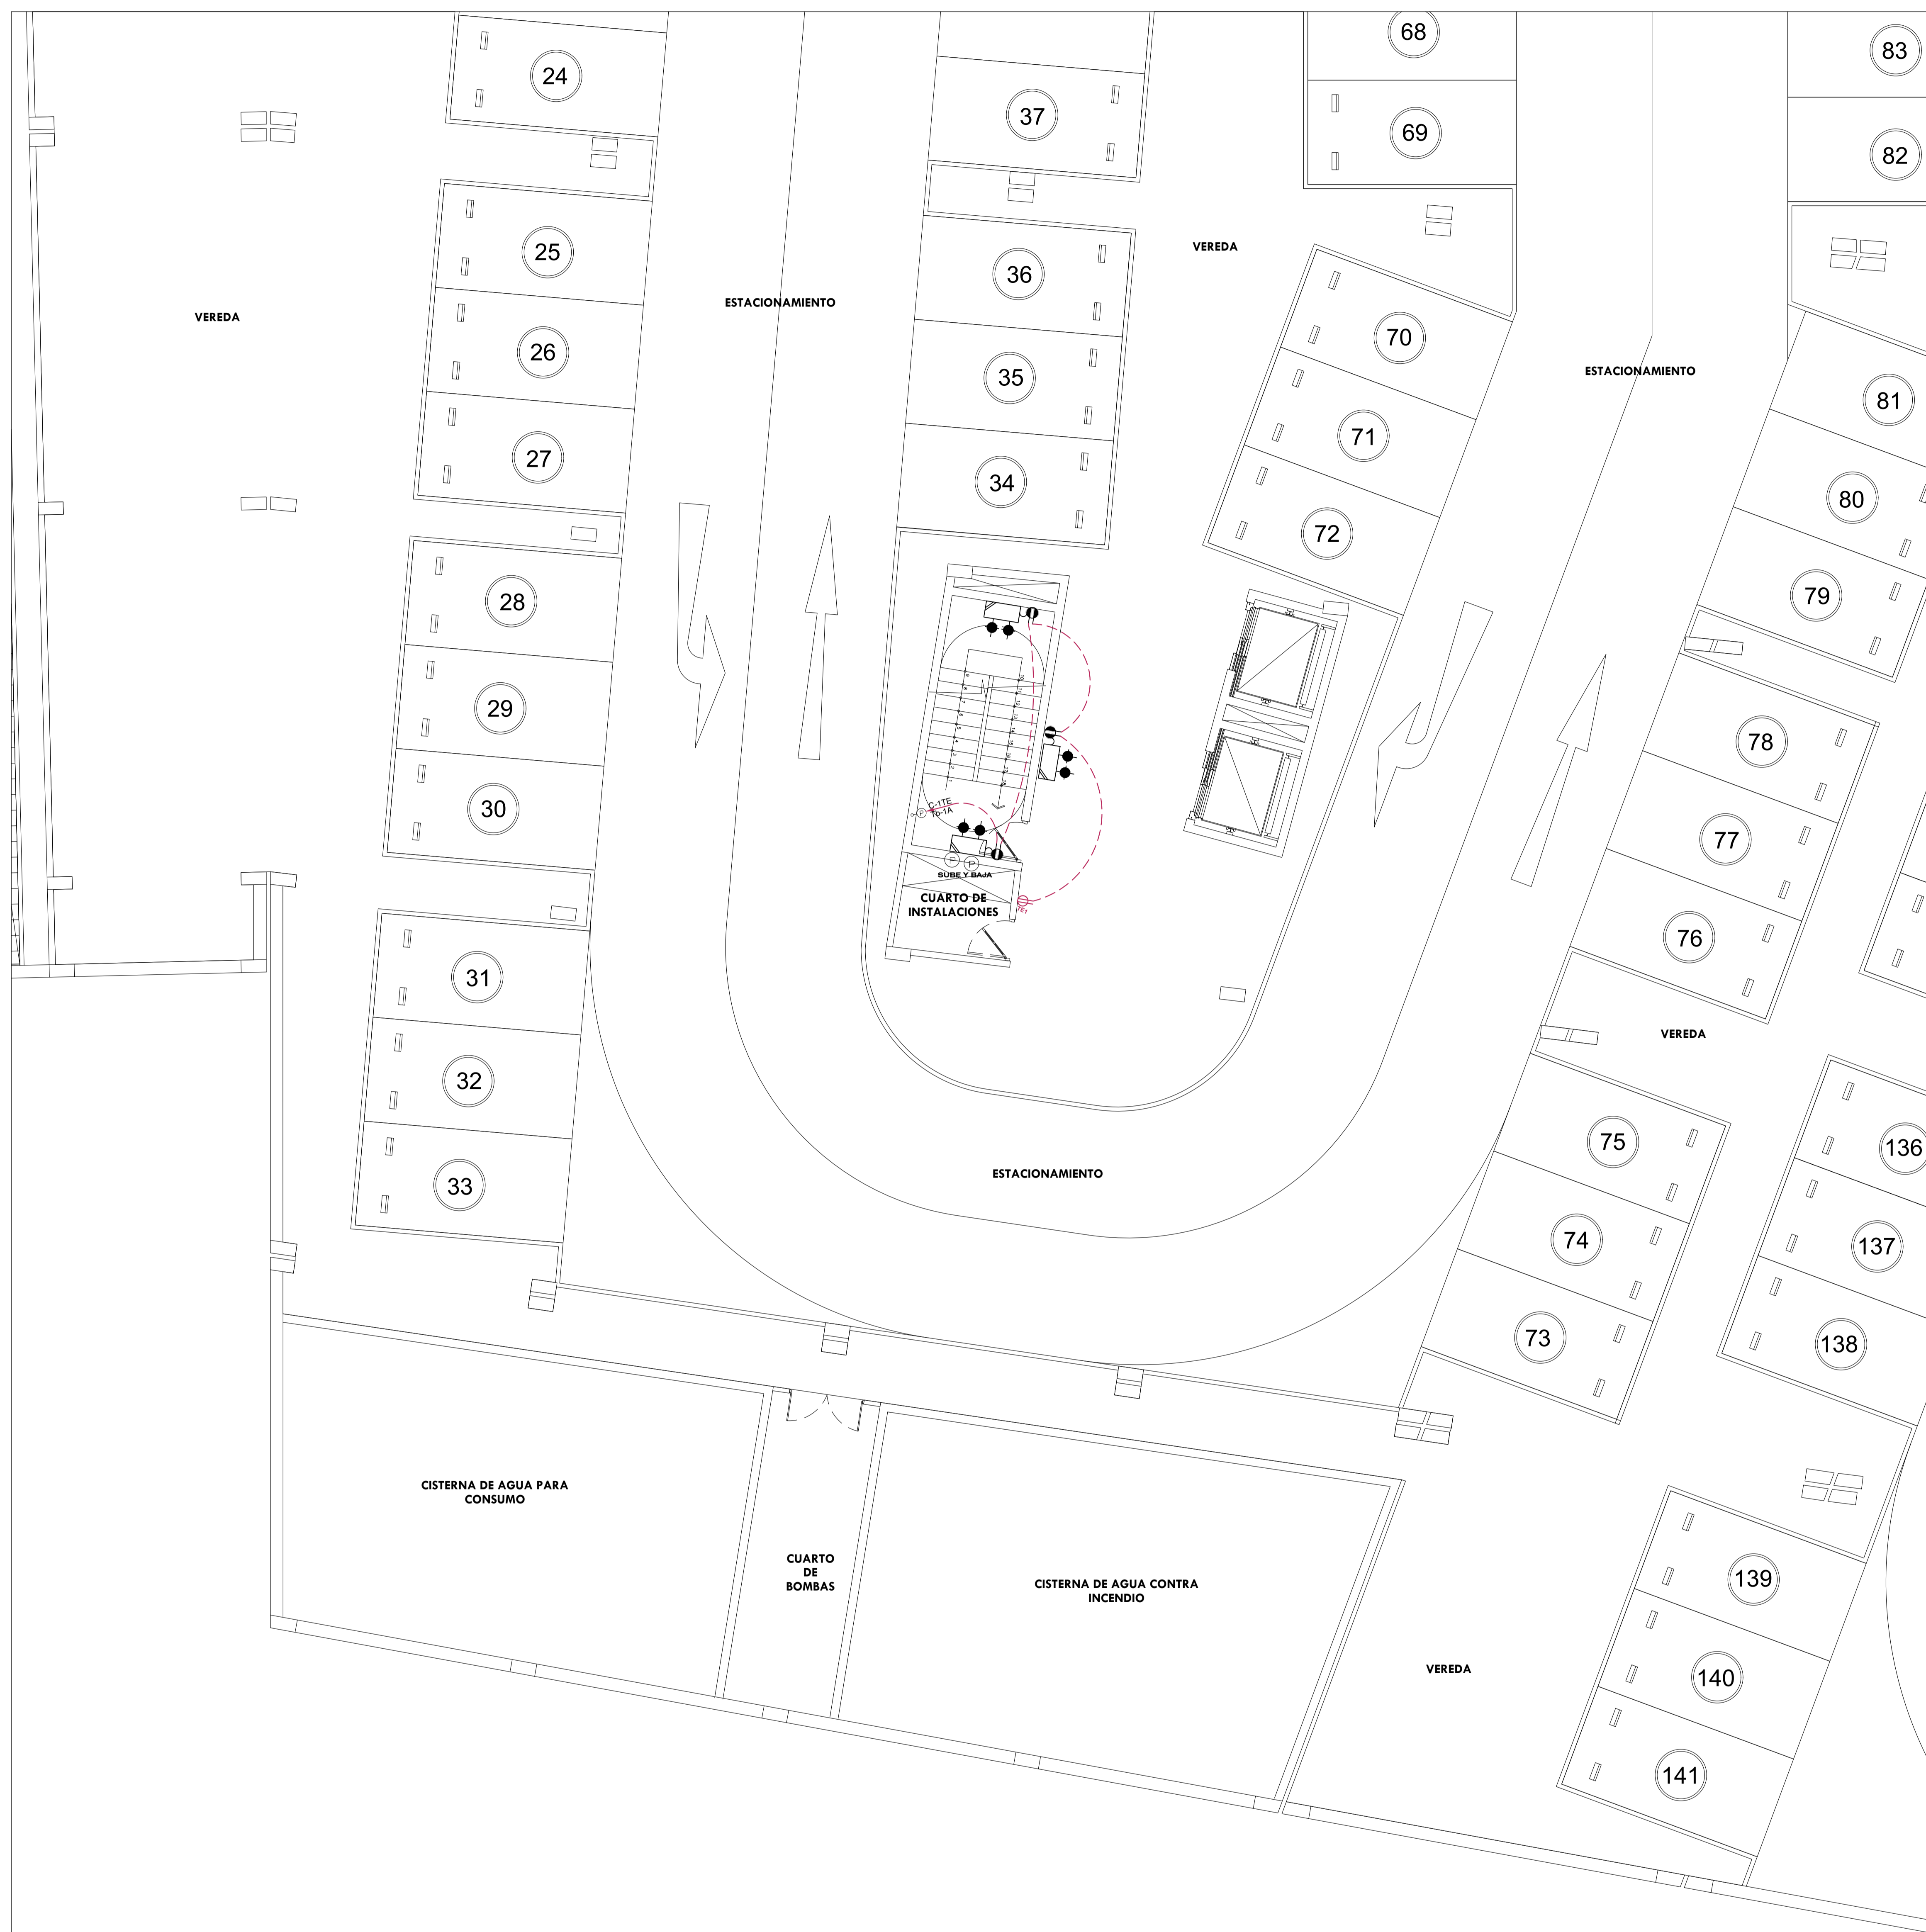 68
83
24
37
69
82
VEREDA
25
36
ESTACIONAMIENTO
VEREDA
70
26
35
ESTACIONAMIENTO
81
71
27
34
72
80
79
28
29
78
30
C-1TE
Tb-1A
P
77
P P
SUBE Y BAJA
CUARTO DE
INSTALACIONES
TE1
76
31
VEREDA
32
75
136
33
ESTACIONAMIENTO
74
137
73
138
CISTERNA DE AGUA PARA
CONSUMO
CUARTO
DE
BOMBAS
CISTERNA DE AGUA CONTRA
INCENDIO
139
VEREDA
140
141